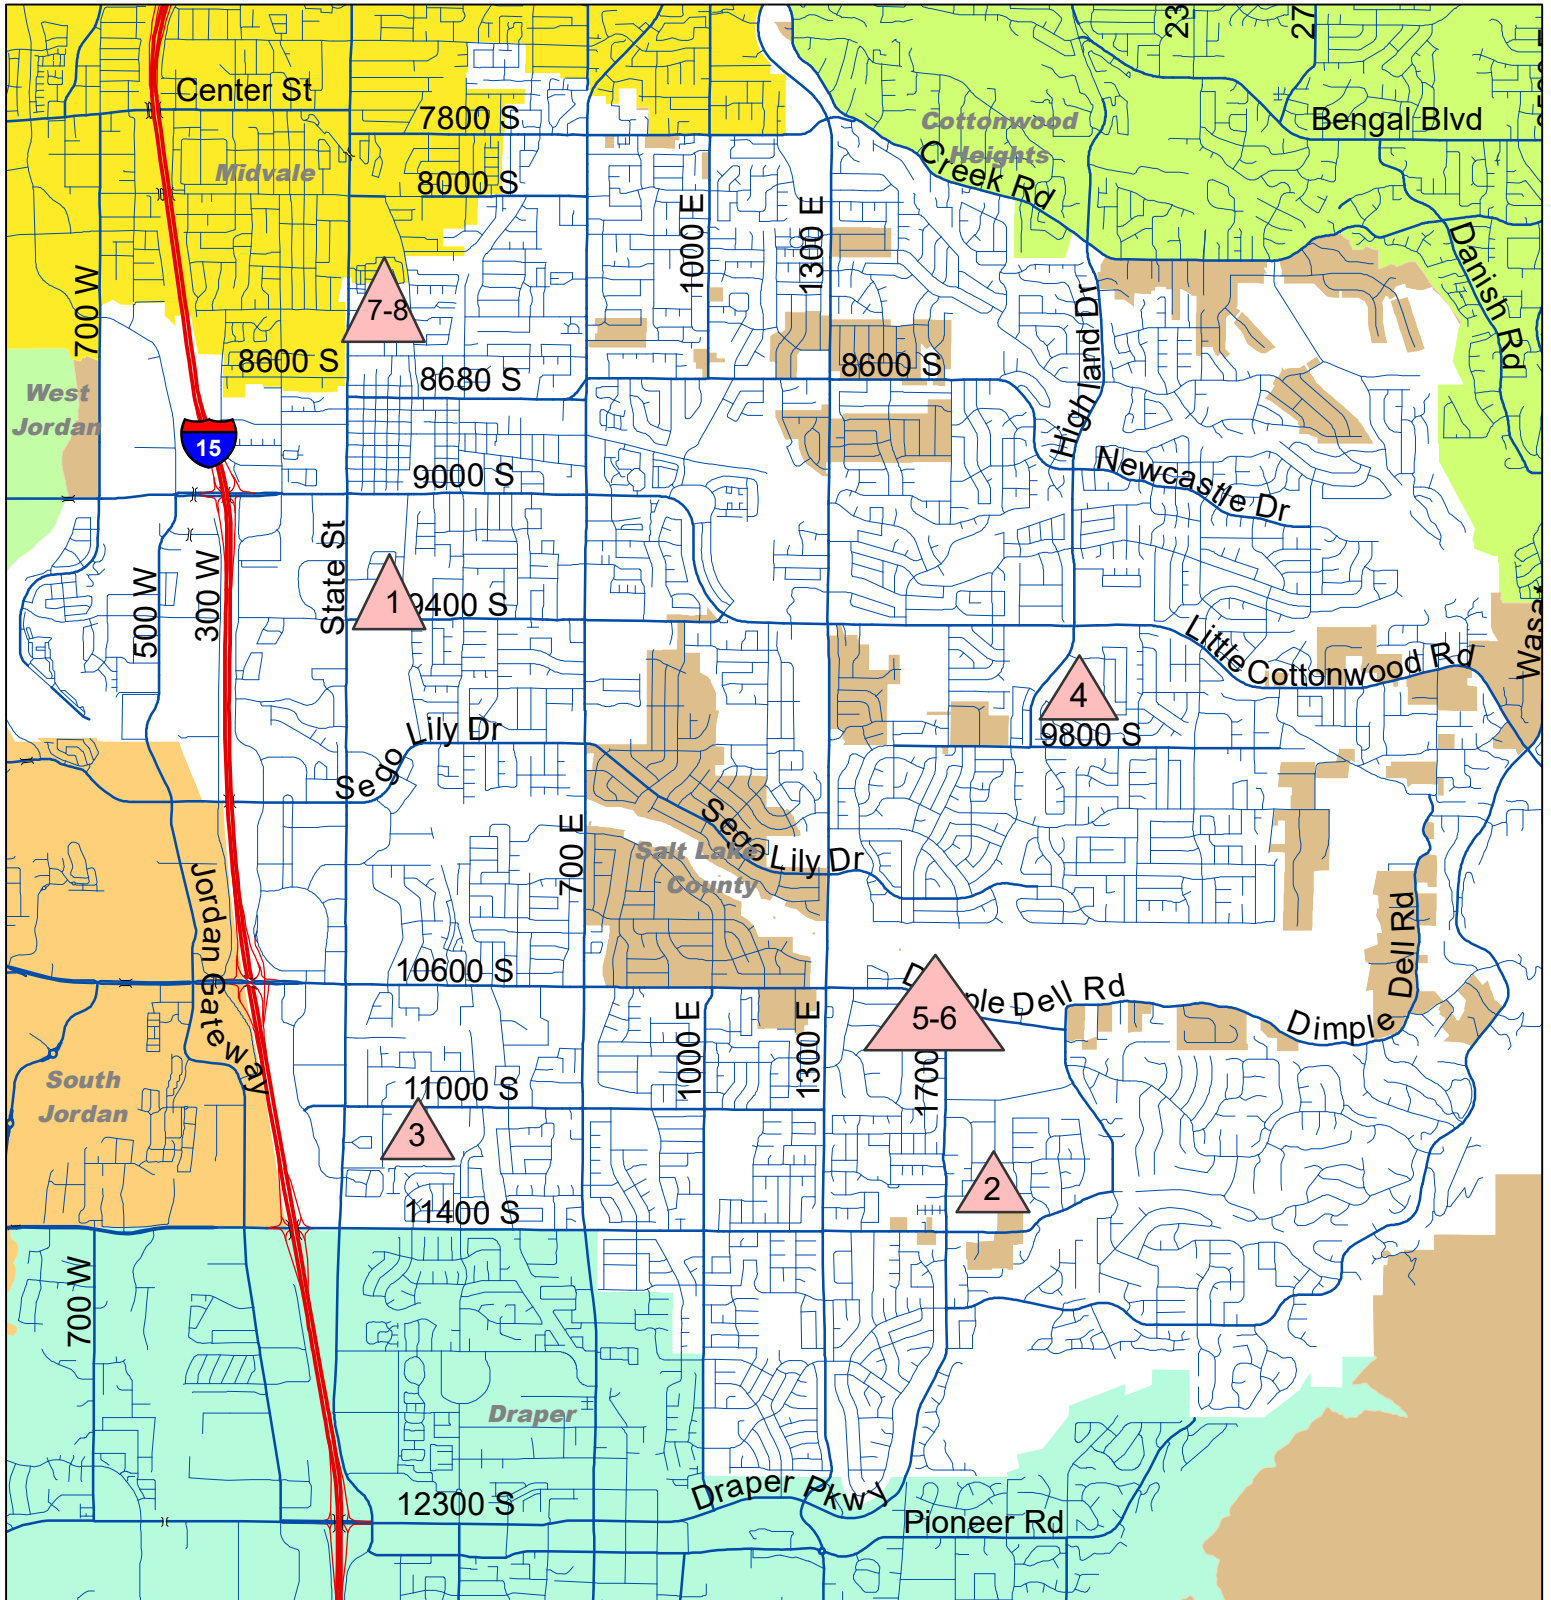 23
27
Center St
7800 S
Bengal Blvd
Cottonwood
Heights
Creek Rd
Midvale
8000 S
1000 E
1300 E
700 W
Danish Rd
7-8
Highland Dr
8600 S
8680 S
8600 S
West
Jordan
15
9000 S
Newcastle Dr
State St
300 W
500 W
1
9400 S
Little Cottonwood Rd
Wasat
4
9800 S
Sego Lily Dr
Sego Lily Dr
Salt Lake
County
700 E
Jordan Gateway
10600 S
Dell Rd
ple Dell Rd
5-6
Dimple
1000 E
1300 E
1700
South
Jordan
11000 S
3
2
11400 S
700 W
Draper
12300 S
Draper Pkwy
Pioneer Rd